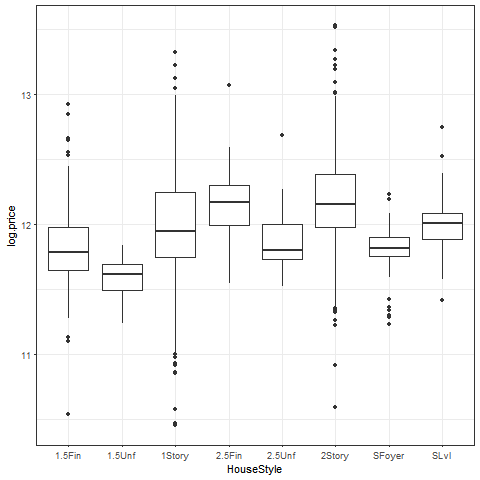 log.price
13
12
11
1.5Fin 1.5Unf 1Story 2.5Fin 2.5Unf 2Story SFoyer SLvl
HouseStyle